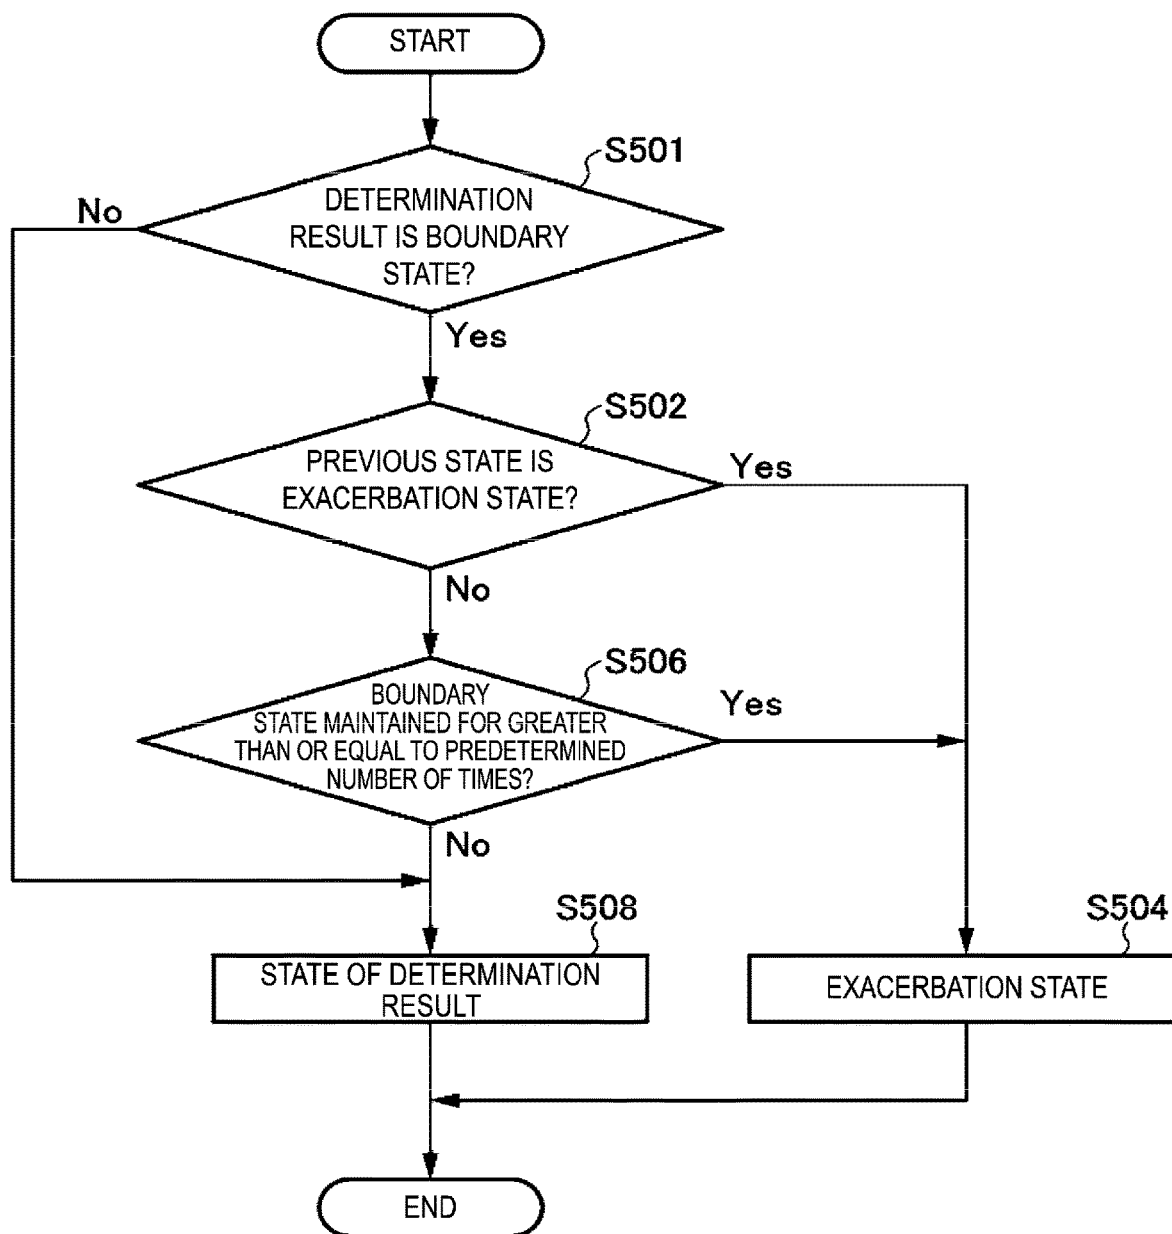 START
S501
DETERMINATION
RESULT IS BOUNDARY
STATE?
No
Yes
S502
PREVIOUS STATE IS
EXACERBATION STATE?
Yes
No
S506
BOUNDARY
STATE MAINTAINED FOR GREATER
THAN OR EQUAL TO PREDETERMINED
NUMBER OF TIMES?
Yes
No
S508
STATE OF DETERMINATION
RESULT
S504
EXACERBATION STATE
END